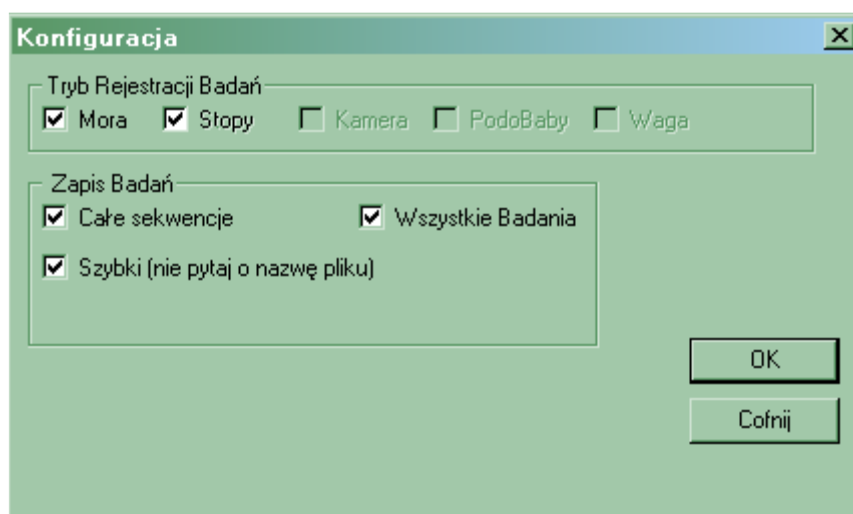 Konfiguracja
Tryb Rejestracji Badań
Mora Stopy Kamera PodoBaby Waga
Zapis Badań
Całe sekwencje Wszystkie Badania
Szybki (nie pytaj o nazwę pliku)
OK
Cofnij